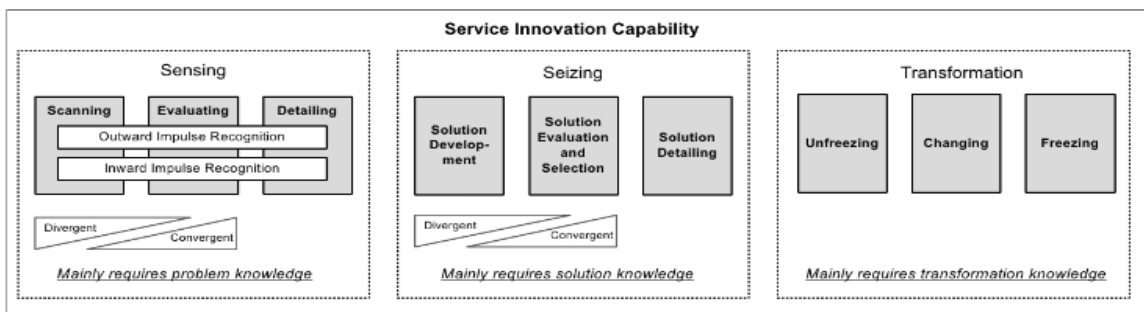 Service Innovation Capability
Sensing
Scanning
Evaluating
Detailing
Outward Impulse Recognition
Inward Impulse Recognition
Divergent
Convergent
Mainly requires problem knowledge
Seizing
Solution
Develop-
ment
Solution
Evaluation
and
Selection
Solution
Detailing
Divergent
Convergent
Mainly requires solution knowledge
Transformation
Unfreezing
Changing
Freezing
Mainly requires transformation knowledge